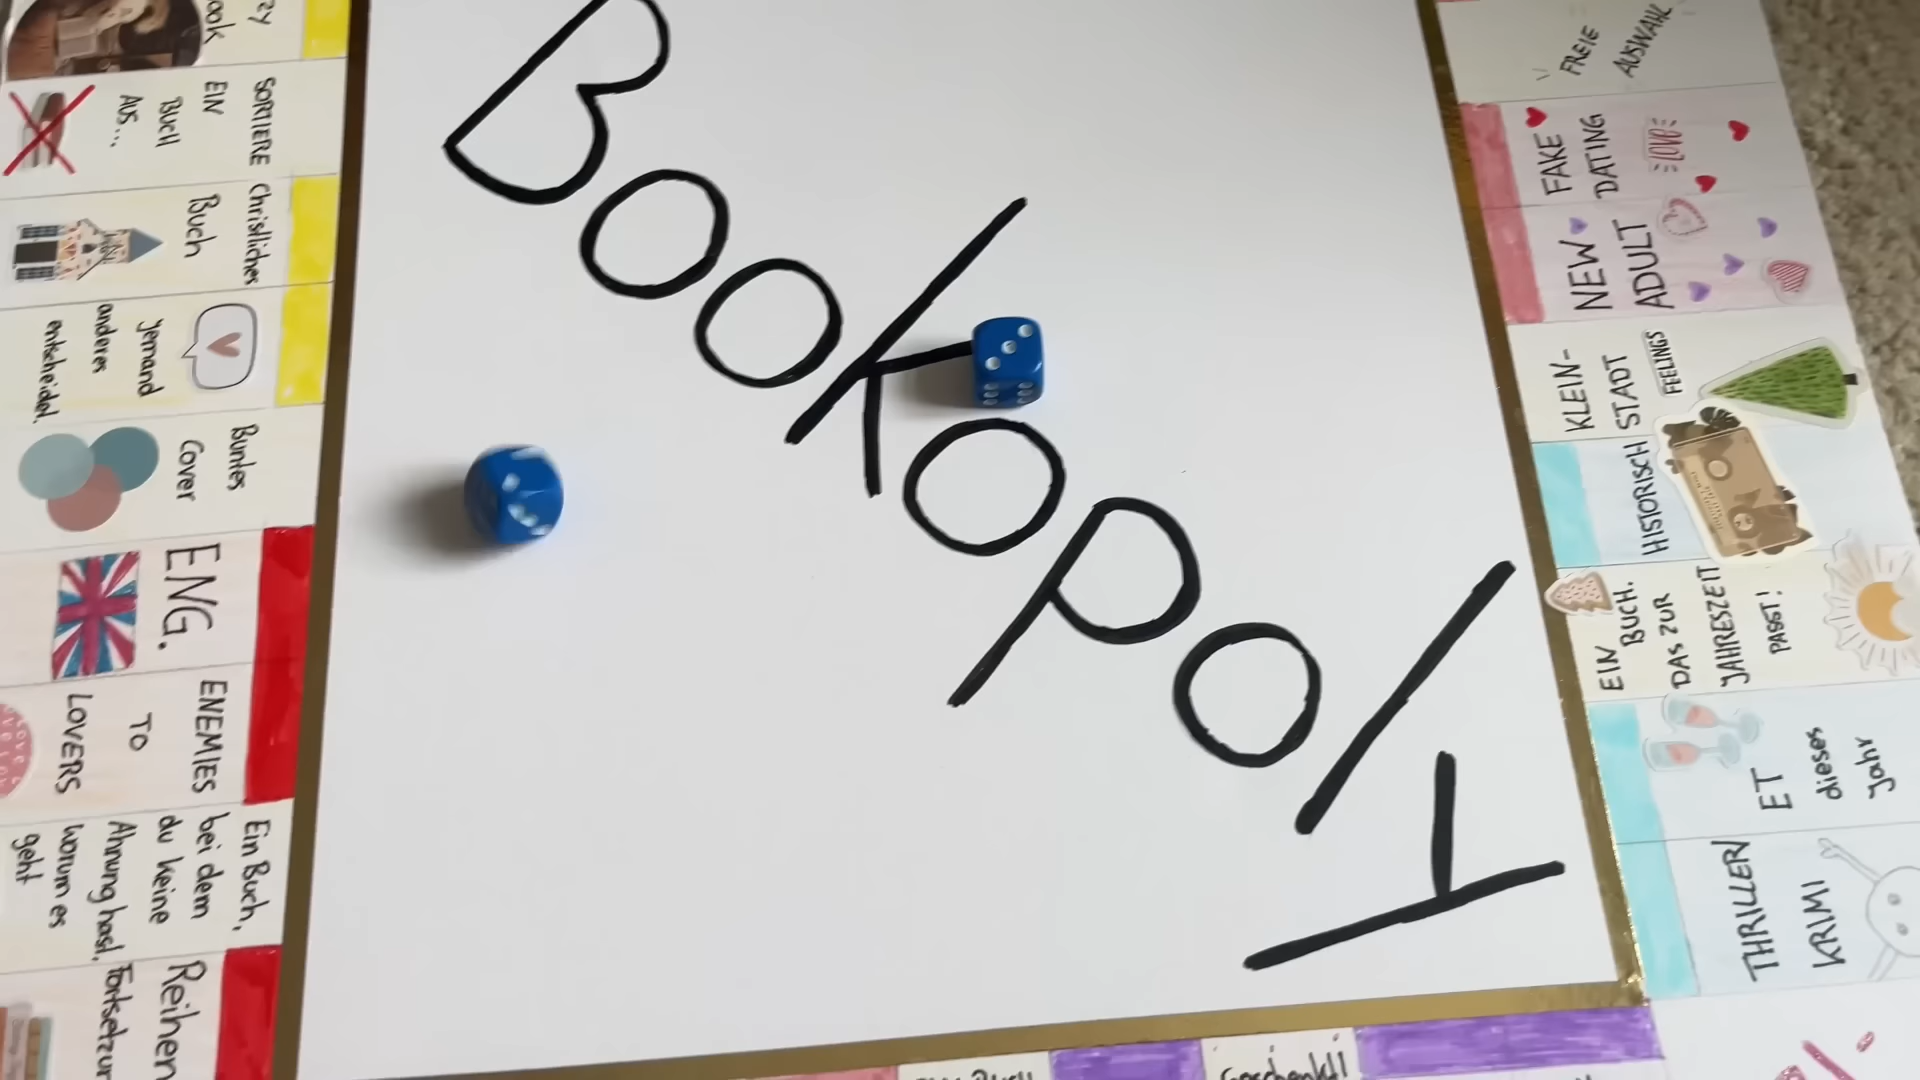 Bookopoly
ook
SORTIERE
EIN
BUCH
AUS...
Christliches
Buch
jemand
anderes
entscheidet.
Buntes
Cover
ENG.
ENEMIES
TO
LOVERS
Ein Buch,
bei dem
du keine
Ahnung hast,
worum es
geht
Reihen
FREIE
AUSWAHL
FAKE
DATING
LOVE
NEW
ADULT
KLEIN-
STADT
FEELINGS
HISTORISCH
EIN
BUCH.
DAS ZUR
JAHRESZEIT
PASST!
ET
dieses
Jahr
THRILLER/
KRIMI